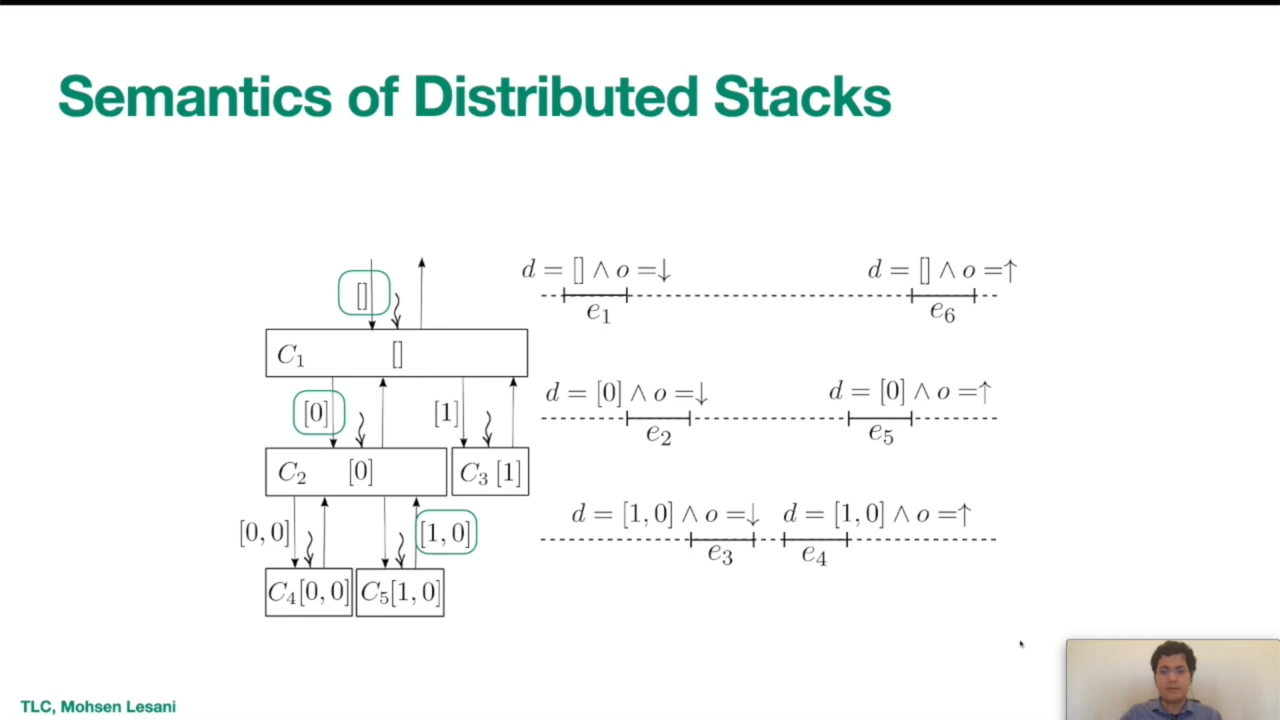 Semantics of Distributed Stacks
[]
C₁ []
[0] [1]
C₂ [0] C₃ [1]
[0, 0] [1, 0]
C₄[0, 0] C₅[1, 0]
d = [] ∧ o =↓ d = [] ∧ o =↑
e₁ e₆
d = [0] ∧ o =↓ d = [0] ∧ o =↑
e₂ e₅
d = [1, 0] ∧ o =↓ d = [1, 0] ∧ o =↑
e₃ e₄
TLC, Mohsen Lesani